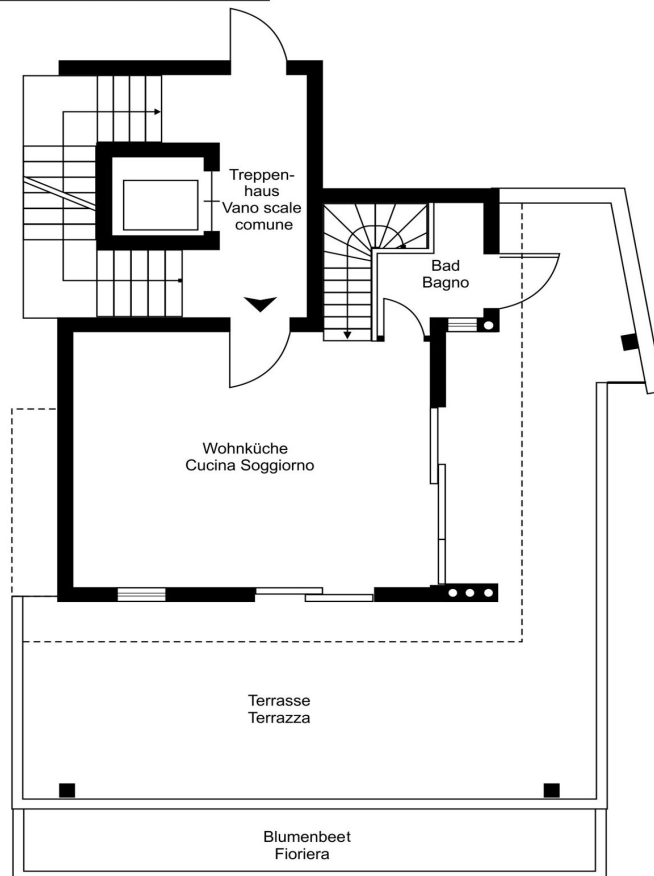 Treppen-
haus
Vano scale
comune
Bad
Bagno
Wohnküche
Cucina Soggiorno
Terrasse
Terrazza
Blumenbeet
Fioriera